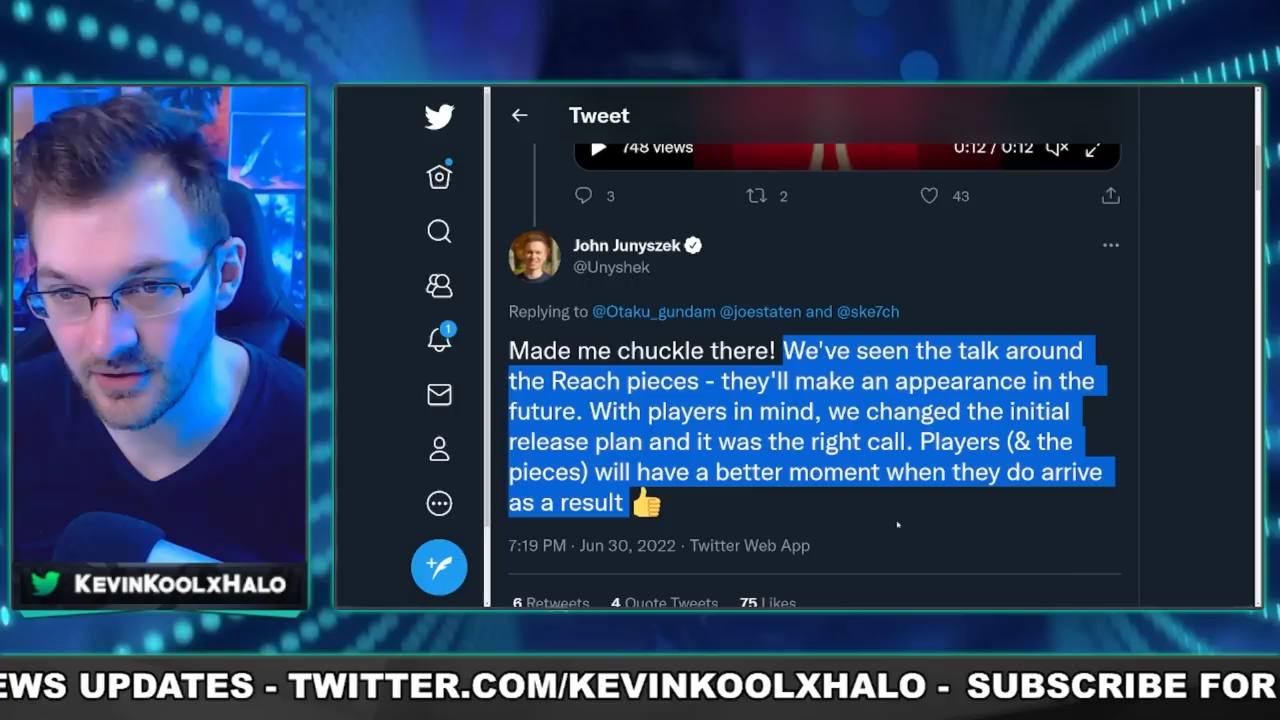 Tweet
748 views
0:12 / 0:12
3
2
43
John Junyszek
@Unyshek
Replying to @Otaku_gundam @joestaten and @ske7ch
Made me chuckle there! We've seen the talk around
the Reach pieces - they'll make an appearance in the
future. With players in mind, we changed the initial
release plan and it was the right call. Players (& the
pieces) will have a better moment when they do arrive
as a result 👍
7:19 PM · Jun 30, 2022 · Twitter Web App
6 Retweets 4 Quote Tweets 75 Likes
1
KEVINKOOLXHALO
EWS UPDATES - TWITTER.COM/KEVINKOOLXHALO - SUBSCRIBE FOR